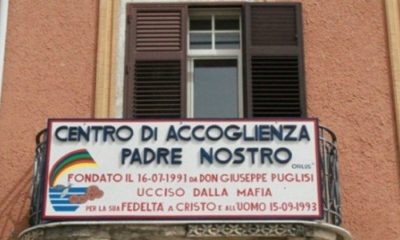 CENTRO DI ACCOGLIENZA
PADRE NOSTRO
ONLUS
FONDATO IL 16-07-1991 DA DON GIUSEPPE PUGLISI
UCCISO DALLA MAFIA
PER LA SUA FEDELTA A CRISTO E ALL'UOMO 15-09-1993